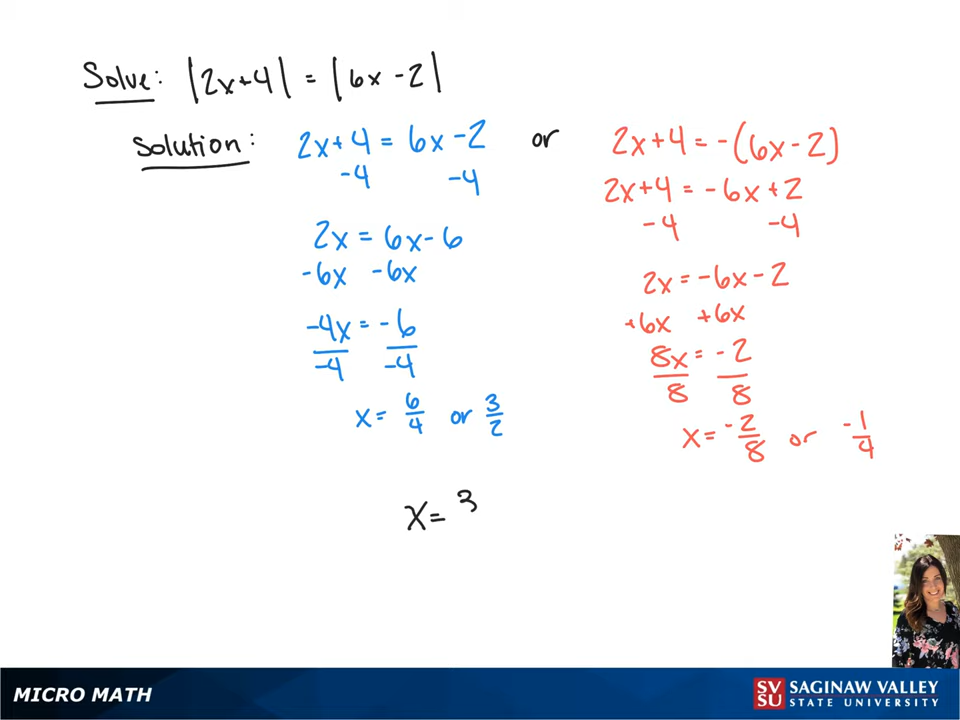 Solve: |2x+4| = |6x-2|
Solution: 2x+4 = 6x-2 or 2x+4 = -(6x-2)
-4 -4
2x = 6x-6
-6x -6x
-4x = -6
-4 -4
x = 6/4 or 3/2
2x+4 = -6x+2
-4 -4
2x = -6x-2
+6x +6x
8x = -2
8 8
x = -2/8 or -1/4
x = 3
MICRO MATH
SV
SU
SAGINAW VALLEY
STATE UNIVERSITY